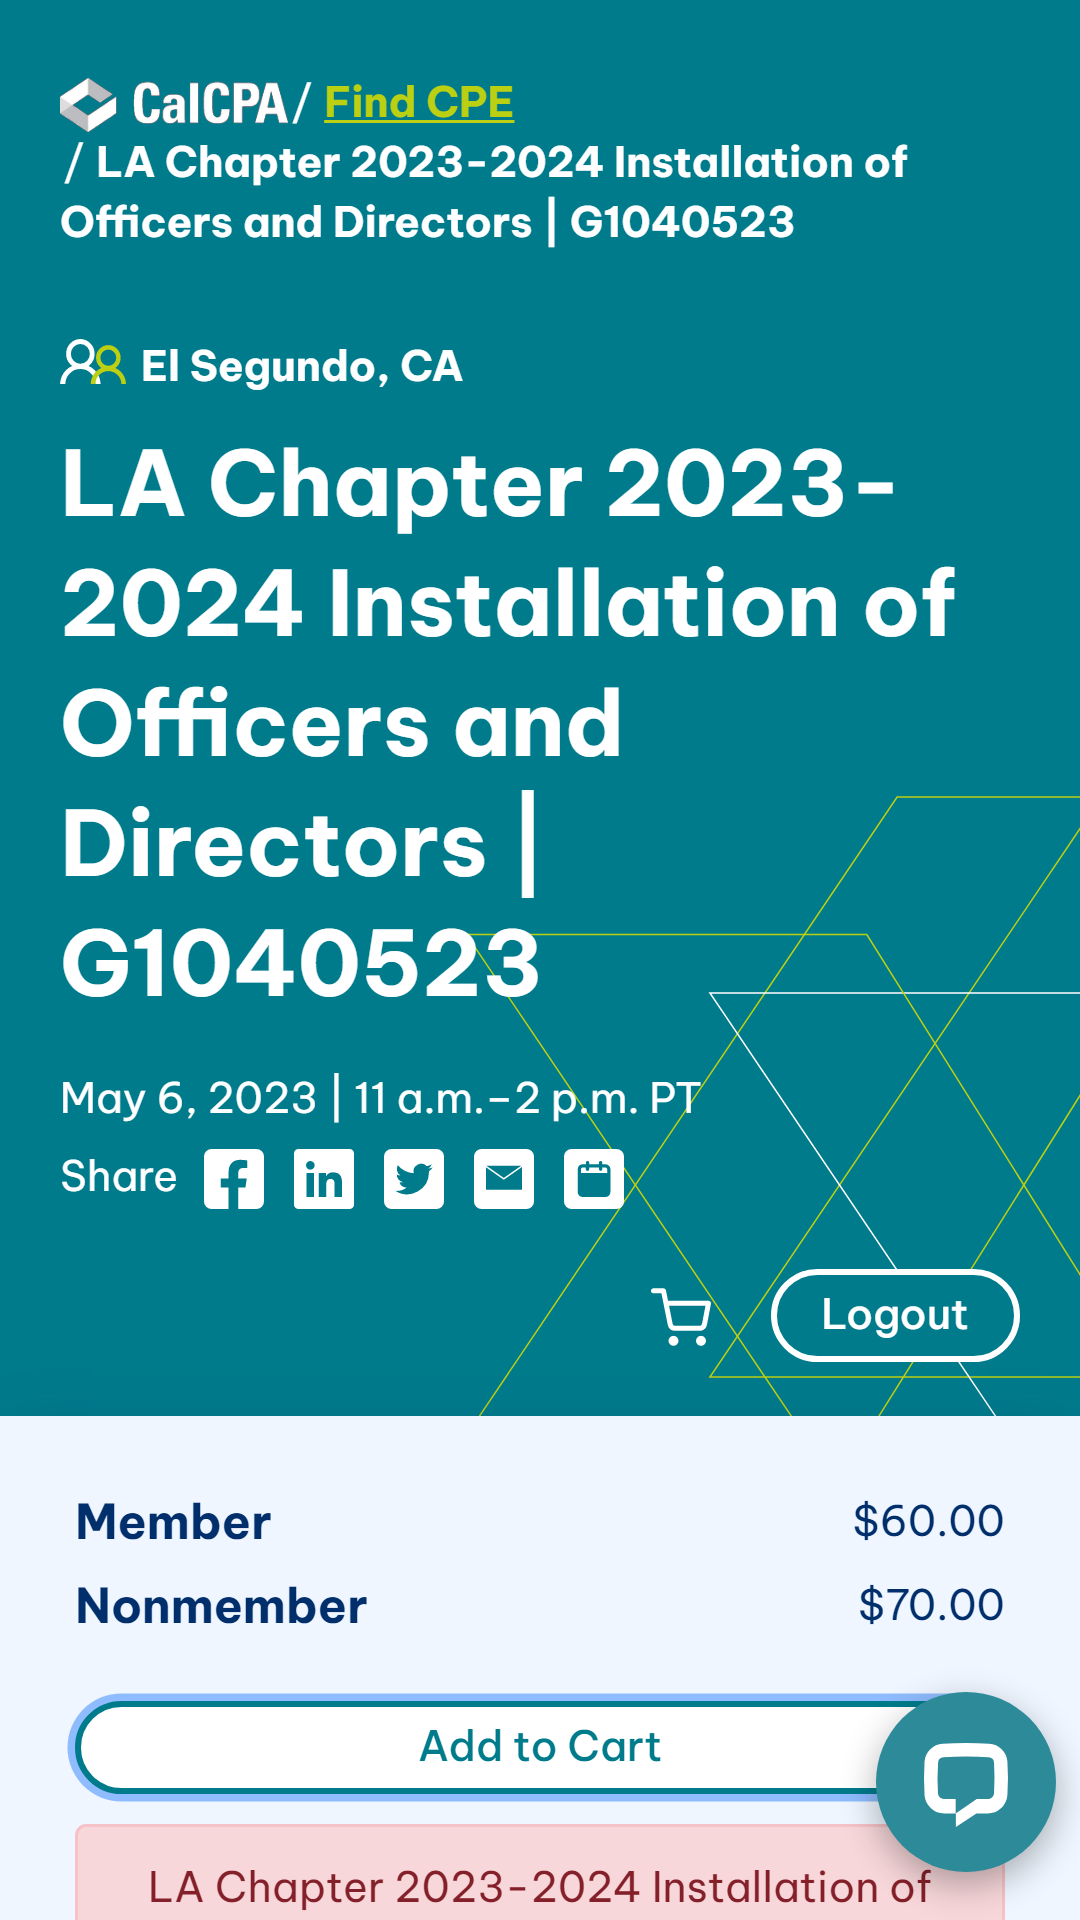 CalCPA / Find CPE
/ LA Chapter 2023-2024 Installation of
Officers and Directors | G1040523
El Segundo, CA
LA Chapter 2023-
2024 Installation of
Officers and
Directors |
G1040523
May 6, 2023 | 11 a.m.–2 p.m. PT
Share
Logout
Member $60.00
Nonmember $70.00
Add to Cart
LA Chapter 2023-2024 Installation of